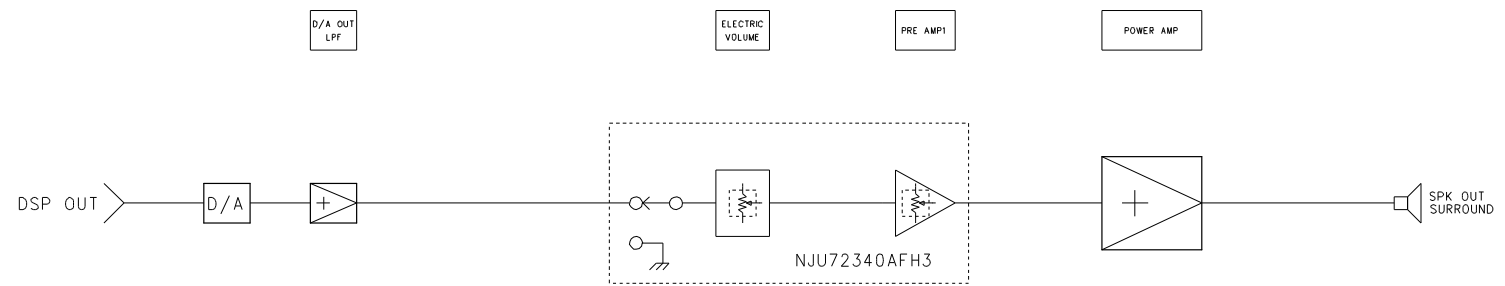 D/A OUT
LPF
ELECTRIC
VOLUME
PRE AMP1
POWER AMP
DSP OUT
D/A
NJU72340AFH3
SPK OUT
SURROUND